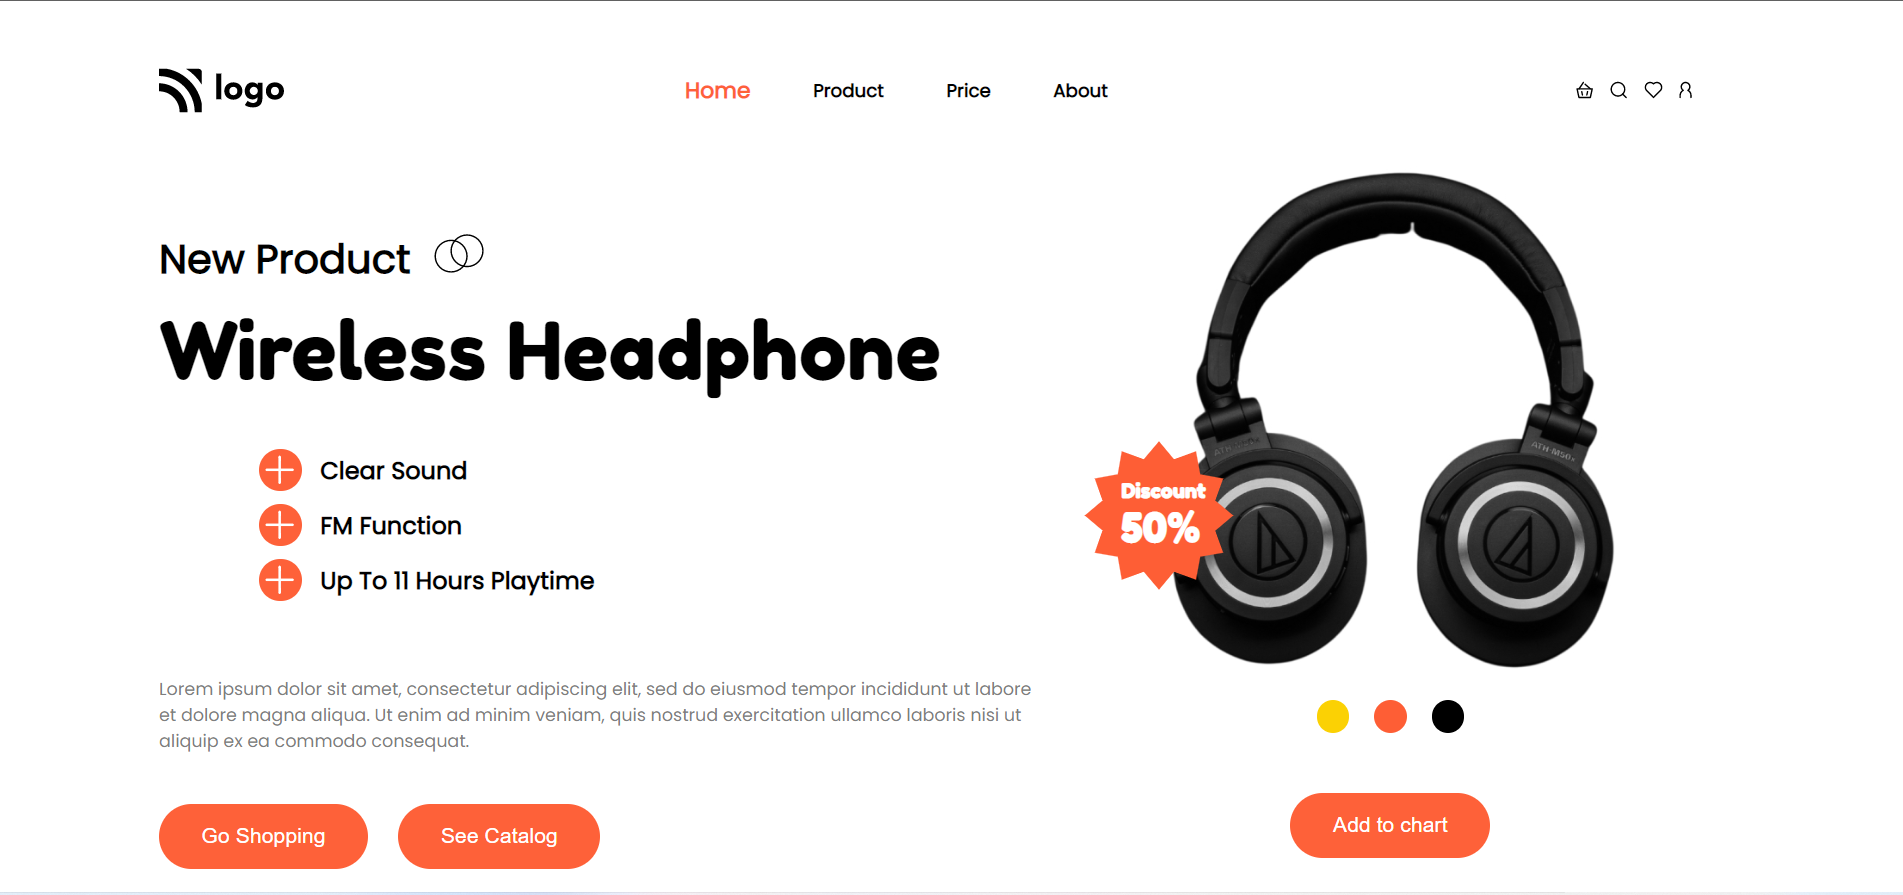 logo
Home Product Price About
New Product
Wireless Headphone
Clear Sound
FM Function
Up To 11 Hours Playtime
Lorem ipsum dolor sit amet, consectetur adipiscing elit, sed do eiusmod tempor incididunt ut labore
et dolore magna aliqua. Ut enim ad minim veniam, quis nostrud exercitation ullamco laboris nisi ut
aliquip ex ea commodo consequat.
Go Shopping
See Catalog
ATH-M50x
Discount
50%
Add to chart